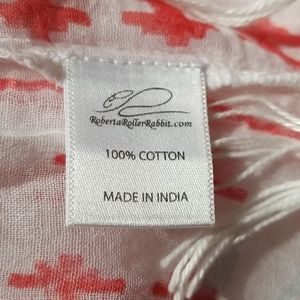 RobertaRollerRabbit.com
100% COTTON
MADE IN INDIA